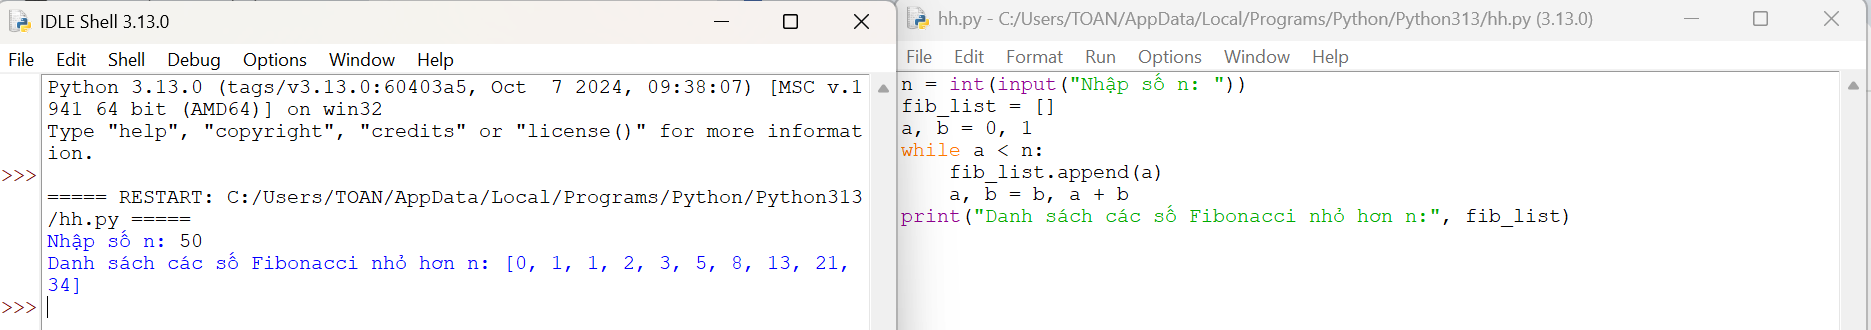 IDLE Shell 3.13.0
File Edit Shell Debug Options Window Help
Python 3.13.0 (tags/v3.13.0:60403a5, Oct  7 2024, 09:38:07) [MSC v.1
941 64 bit (AMD64)] on win32
Type "help", "copyright", "credits" or "license()" for more informat
ion.
>>>
===== RESTART: C:/Users/TOAN/AppData/Local/Programs/Python/Python313
/hh.py =====
Nhập số n: 50
Danh sách các số Fibonacci nhỏ hơn n: [0, 1, 1, 2, 3, 5, 8, 13, 21,
34]
>>>
hh.py - C:/Users/TOAN/AppData/Local/Programs/Python/Python313/hh.py (3.13.0)
File Edit Format Run Options Window Help
n = int(input("Nhập số n: "))
fib_list = []
a, b = 0, 1
while a < n:
    fib_list.append(a)
    a, b = b, a + b
print("Danh sách các số Fibonacci nhỏ hơn n:", fib_list)